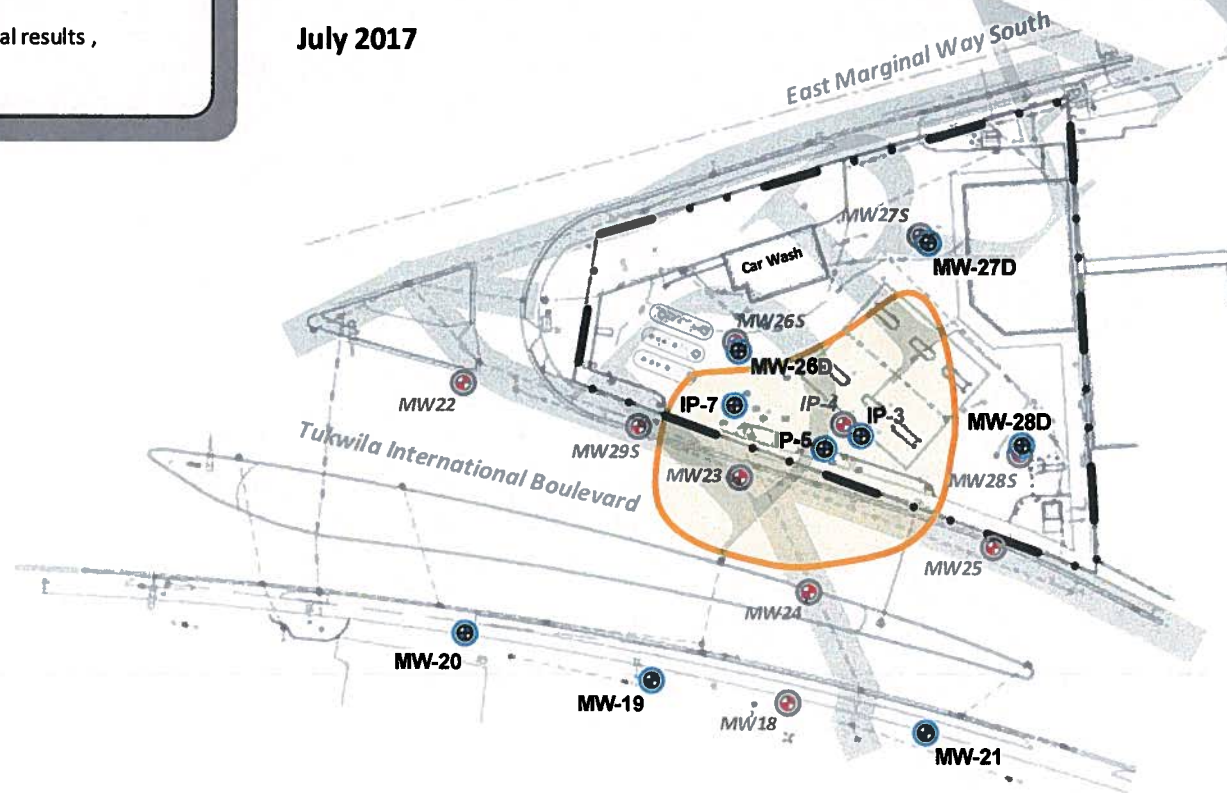 al results ,
July 2017
East Marginal Way South
MW27S
MW-27D
Car Wash
MW26S
MW-26D
MW22
IP-7
IP-4
IP-3
P-5
MW-28D
MW28S
MW29S
MW23
Tukwila International Boulevard
MW25
MW24
MW-20
MW-19
MW18
MW-21